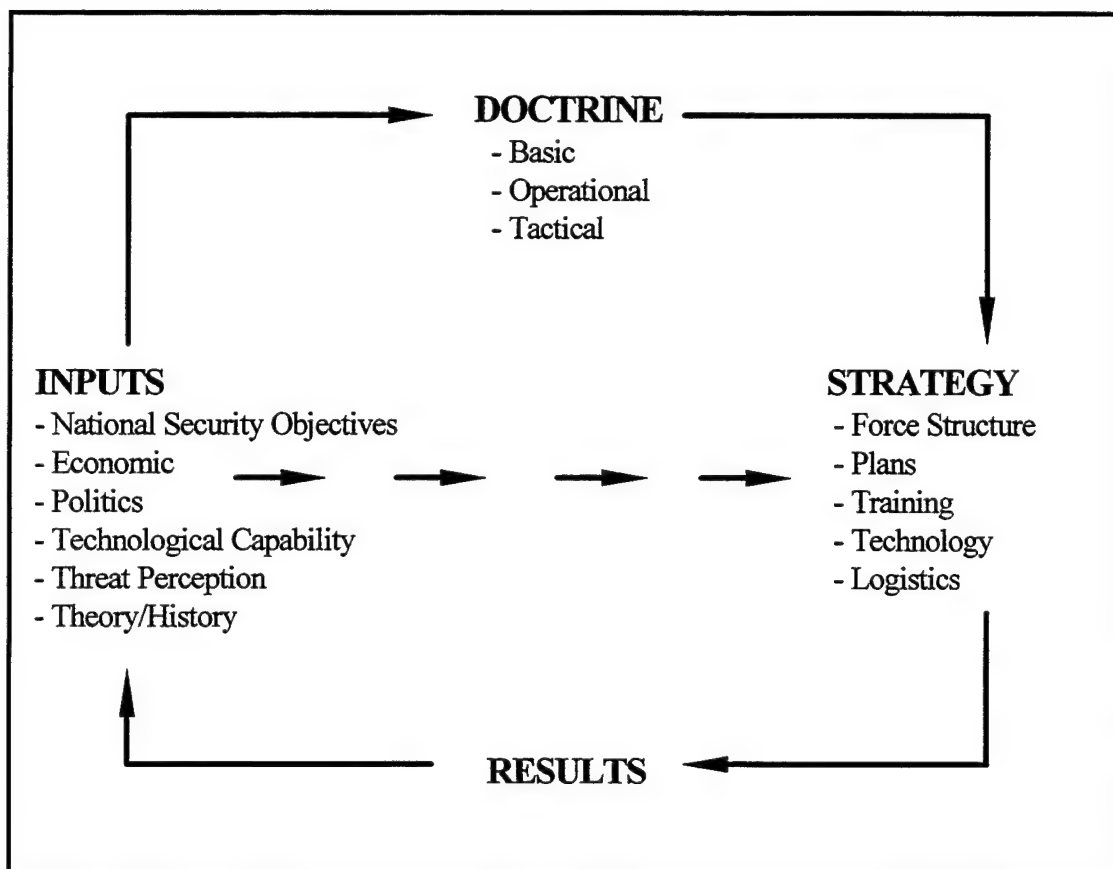 DOCTRINE
- Basic
- Operational
- Tactical
INPUTS
- National Security Objectives
- Economic
- Politics
- Technological Capability
- Threat Perception
- Theory/History
STRATEGY
- Force Structure
- Plans
- Training
- Technology
- Logistics
RESULTS